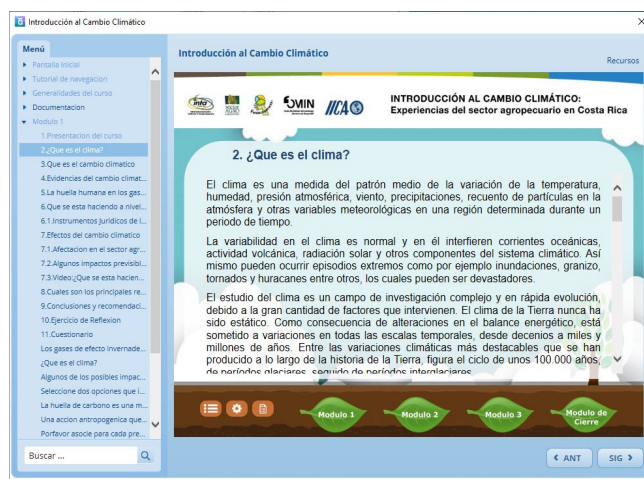 Introducción al Cambio Climático
Menú
Pantalla Inicial
Tutorial de navegacion
Generalidades del curso
Documentacion
Modulo 1
1.Presentacion del curso
2.¿Que es el clima?
3.Que es el cambio climatico
4.Evidencias del cambio climat...
5.La huella humana en los gas...
6.Que se esta haciendo a nivel...
6.1.Instrumentos Jurídicos de l...
7.Efectos del cambio climatico
7.1.Afectacion en el sector agr...
7.2.Algunos impactos previsibl...
7.3.Video:¿Que se esta hacien...
8.Cuales son los principales re...
9.Conclusiones y recomendaci...
10.Ejercicio de Reflexion
11.Cuestionario
Los gases de efecto invernade...
¿Que es el clima?
Algunos de los posibles impac...
Seleccione dos opciones que i...
La huella de carbono es una m...
Una accion antropogenica que...
Porfavor asocie para cada pre...
Buscar ...
Introducción al Cambio Climático
Recursos
inta
FOMIN
IICA
INTRODUCCIÓN AL CAMBIO CLIMÁTICO:
Experiencias del sector agropecuario en Costa Rica
2. ¿Que es el clima?
El clima es una medida del patrón medio de la variación de la temperatura,
humedad, presión atmosférica, viento, precipitaciones, recuento de partículas en la
atmósfera y otras variables meteorológicas en una región determinada durante un
periodo de tiempo.
La variabilidad en el clima es normal y en él interfieren corrientes oceánicas,
actividad volcánica, radiación solar y otros componentes del sistema climático. Así
mismo pueden ocurrir episodios extremos como por ejemplo inundaciones, granizo,
tornados y huracanes entre otros, los cuales pueden ser devastadores.
El estudio del clima es un campo de investigación complejo y en rápida evolución,
debido a la gran cantidad de factores que intervienen. El clima de la Tierra nunca ha
sido estático. Como consecuencia de alteraciones en el balance energético, está
sometido a variaciones en todas las escalas temporales, desde decenios a miles y
millones de años. Entre las variaciones climáticas más destacables que se han
producido a lo largo de la historia de la Tierra, figura el ciclo de unos 100.000 años,
de períodos glaciares, seguido de períodos interglaciares.
Modulo 1
Modulo 2
Modulo 3
Modulo de
Cierre
ANT
SIG